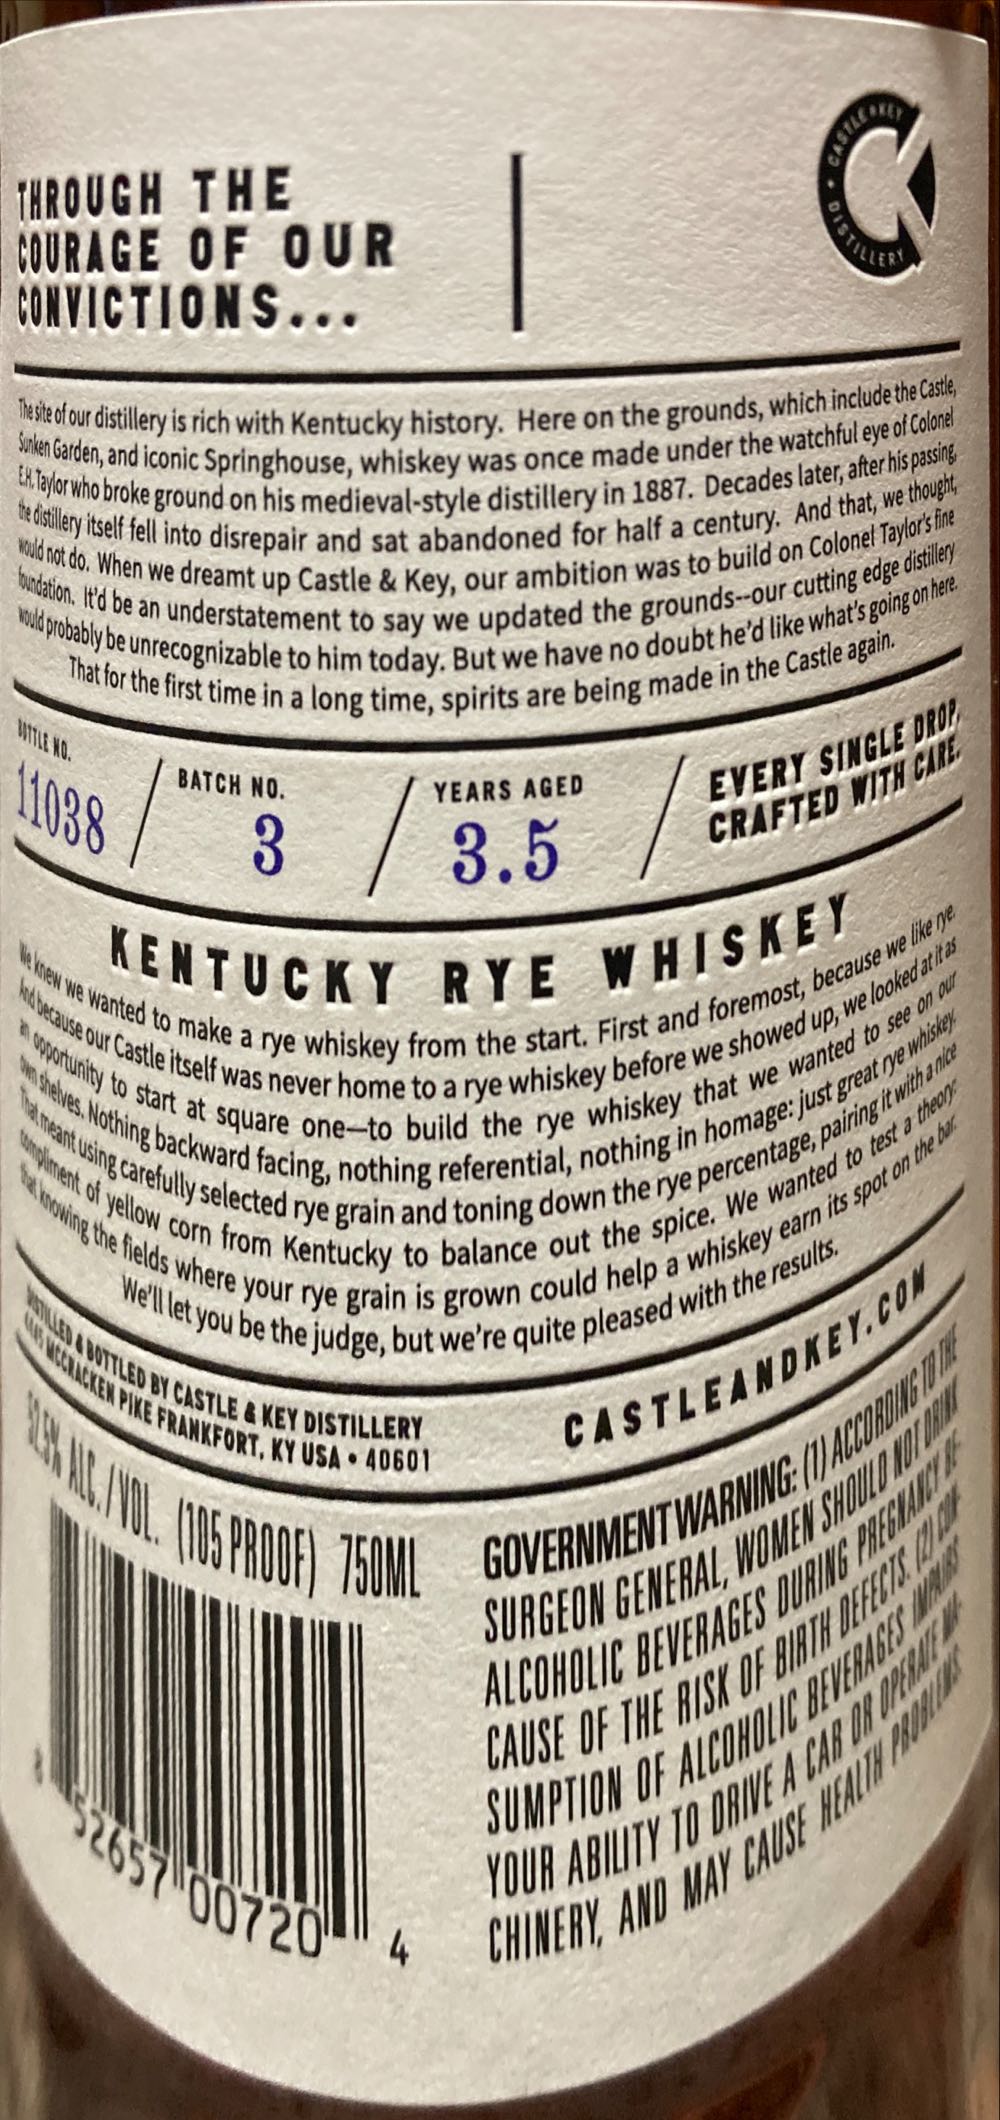 THROUGH THE
COURAGE OF OUR
CONVICTIONS...
CASTLE & KEY
• DISTILLERY
The site of our distillery is rich with Kentucky history. Here on the grounds, which include the Castle,
Sunken Garden, and iconic Springhouse, whiskey was once made under the watchful eye of Colonel
E.H. Taylor who broke ground on his medieval-style distillery in 1887. Decades later, after his passing,
the distillery itself fell into disrepair and sat abandoned for half a century. And that, we thought,
would not do. When we dreamt up Castle & Key, our ambition was to build on Colonel Taylor's fine
foundation. It'd be an understatement to say we updated the grounds--our cutting edge distillery
would probably be unrecognizable to him today. But we have no doubt he'd like what's going on here.
That for the first time in a long time, spirits are being made in the Castle again.
BOTTLE NO.
11038
BATCH NO.
3
YEARS AGED
3.5
EVERY SINGLE DROP,
CRAFTED WITH CARE.
KENTUCKY RYE WHISKEY
We knew we wanted to make a rye whiskey from the start. First and foremost, because we like rye.
And because our Castle itself was never home to a rye whiskey before we showed up, we looked at it as
an opportunity to start at square one—to build the rye whiskey that we wanted to see on our
own shelves. Nothing backward facing, nothing referential, nothing in homage: just great rye whiskey.
That meant using carefully selected rye grain and toning down the rye percentage, pairing it with a nice
compliment of yellow corn from Kentucky to balance out the spice. We wanted to test a theory:
that knowing the fields where your rye grain is grown could help a whiskey earn its spot on the bar.
We'll let you be the judge, but we're quite pleased with the results.
DISTILLED & BOTTLED BY CASTLE & KEY DISTILLERY
4445 MCCRACKEN PIKE FRANKFORT, KY USA • 40601
CASTLEANDKEY.COM
52.5% ALC. / VOL. (105 PROOF) 750ML
8 52657 00720 4
GOVERNMENT WARNING: (1) ACCORDING TO THE
SURGEON GENERAL, WOMEN SHOULD NOT DRINK
ALCOHOLIC BEVERAGES DURING PREGNANCY BE-
CAUSE OF THE RISK OF BIRTH DEFECTS. (2) CON-
SUMPTION OF ALCOHOLIC BEVERAGES IMPAIRS
YOUR ABILITY TO DRIVE A CAR OR OPERATE MA-
CHINERY, AND MAY CAUSE HEALTH PROBLEMS.